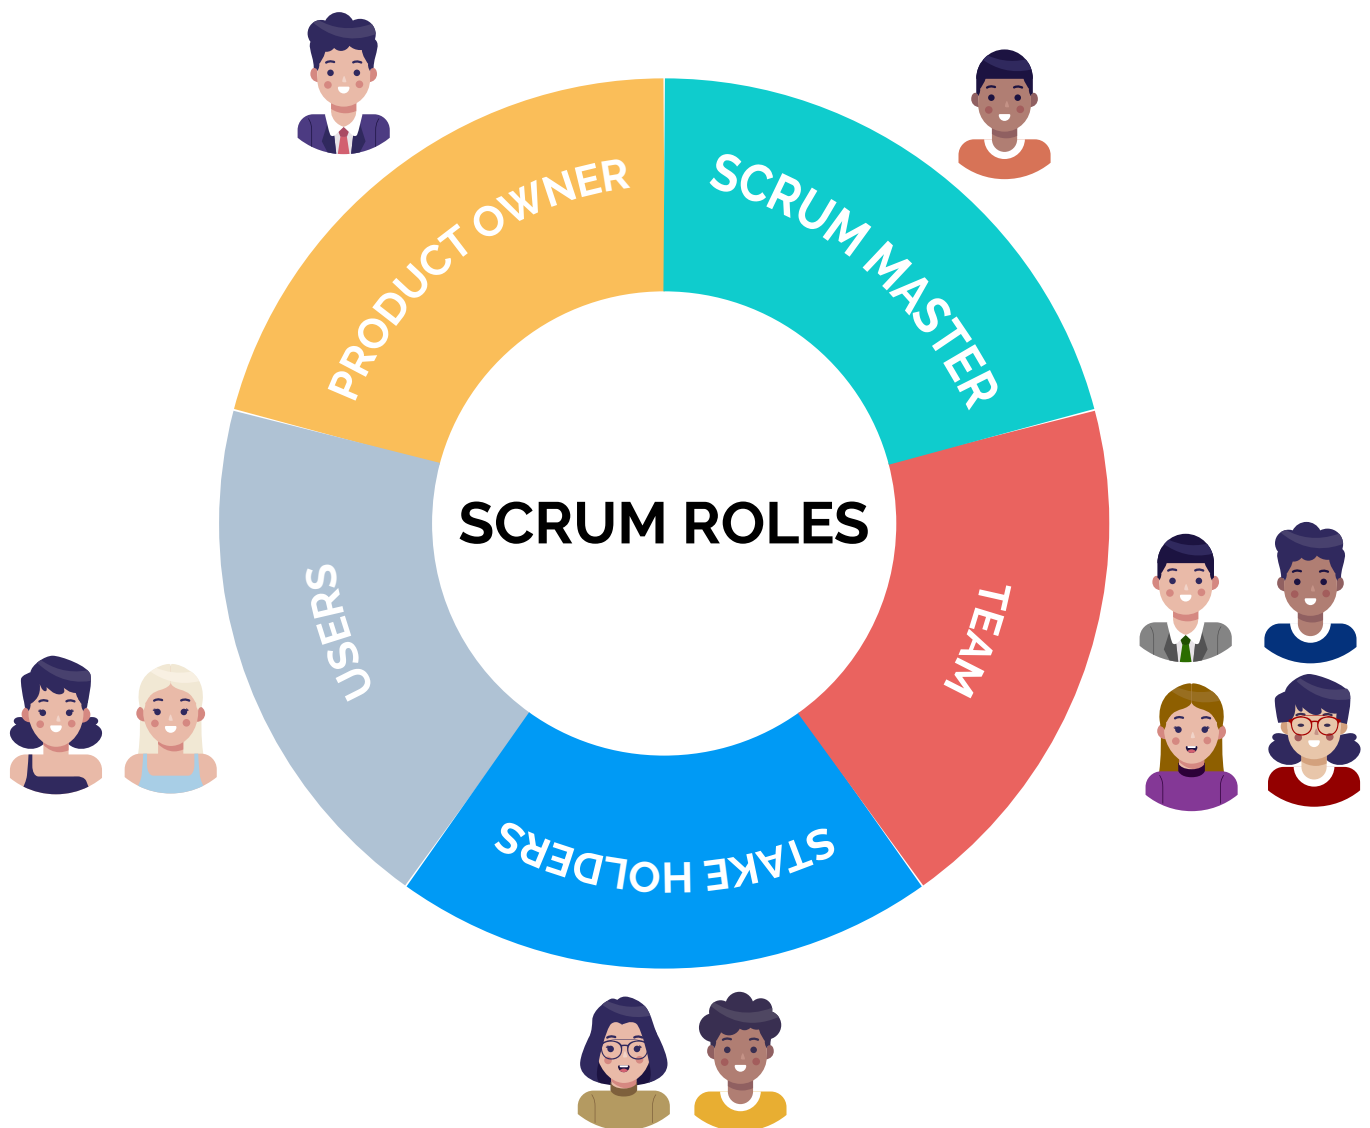 PRODUCT OWNER
SCRUM MASTER
SCRUM ROLES
USERS
TEAM
STAKE HOLDERS